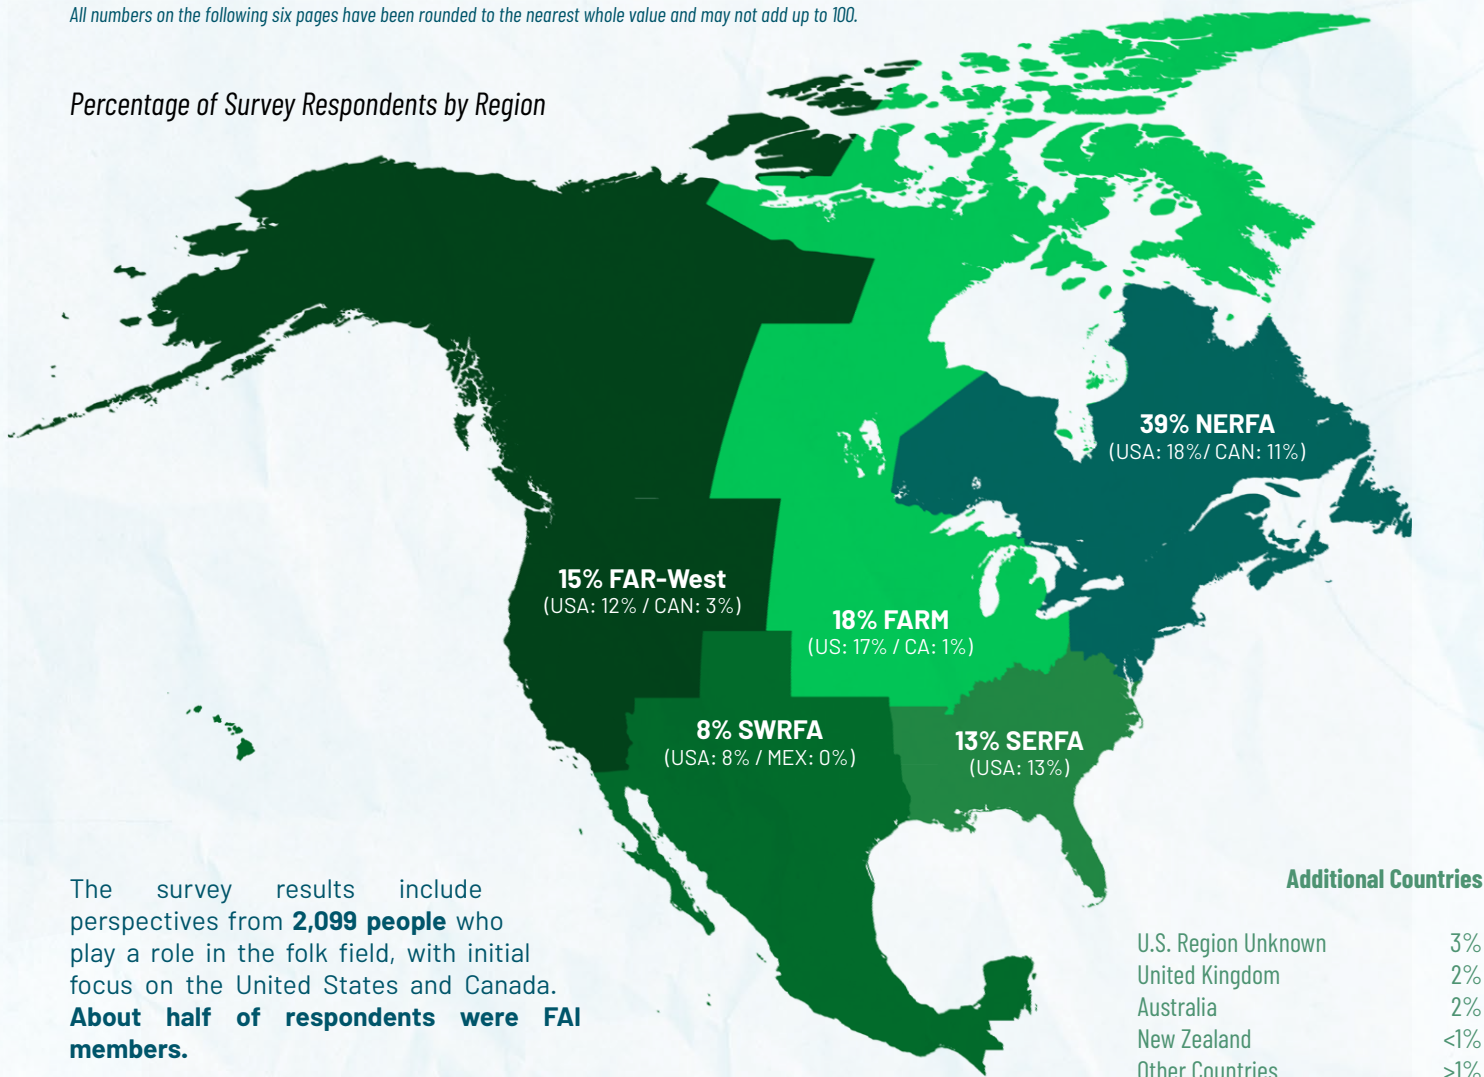 All numbers on the following six pages have been rounded to the nearest whole value and may not add up to 100.
Percentage of Survey Respondents by Region
39% NERFA
(USA: 18%/ CAN: 11%)
15% FAR-West
(USA: 12% / CAN: 3%)
18% FARM
(US: 17% / CA: 1%)
8% SWRFA
(USA: 8% / MEX: 0%)
13% SERFA
(USA: 13%)
The survey results include
perspectives from 2,099 people who
play a role in the folk field, with initial
focus on the United States and Canada.
About half of respondents were FAI
members.
Additional Countries
U.S. Region Unknown 3%
United Kingdom 2%
Australia 2%
New Zealand <1%
Other Countries >1%